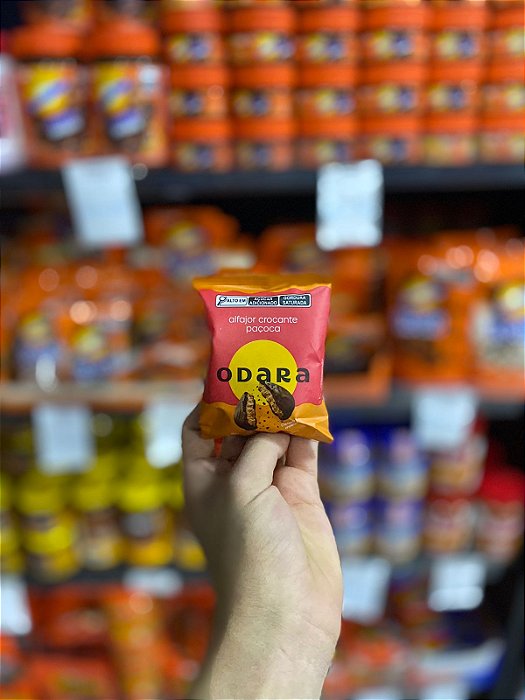 ALTO EM
AÇÚCAR
ADICIONADO
GORDURA
SATURADA
alfajor crocante
paçoca
ODARA